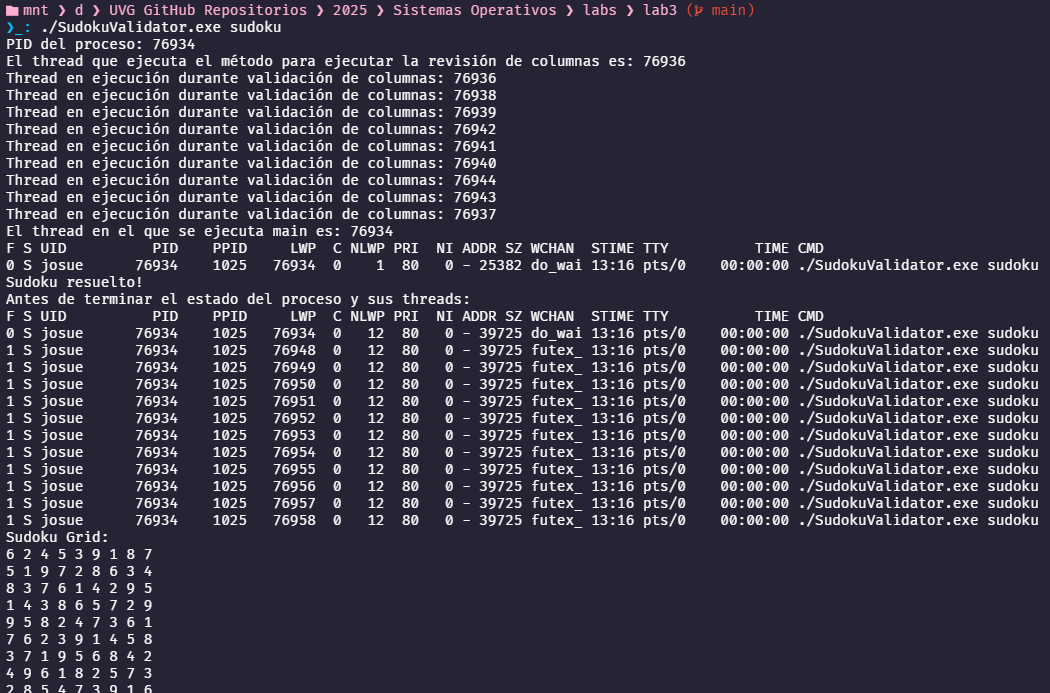 mnt ❯ d ❯ UVG GitHub Repositorios ❯ 2025 ❯ Sistemas Operativos ❯ labs ❯ lab3 ( main)
❯_: ./SudokuValidator.exe sudoku
PID del proceso: 76934
El thread que ejecuta el método para ejecutar la revisión de columnas es: 76936
Thread en ejecución durante validación de columnas: 76936
Thread en ejecución durante validación de columnas: 76938
Thread en ejecución durante validación de columnas: 76939
Thread en ejecución durante validación de columnas: 76942
Thread en ejecución durante validación de columnas: 76941
Thread en ejecución durante validación de columnas: 76940
Thread en ejecución durante validación de columnas: 76944
Thread en ejecución durante validación de columnas: 76943
Thread en ejecución durante validación de columnas: 76937
El thread en el que se ejecuta main es: 76934
F S UID          PID    PPID     LWP  C NLWP PRI  NI ADDR SZ WCHAN  STIME TTY          TIME CMD
0 S josue      76934    1025   76934  0    1  80   0 - 25382 do_wai 13:16 pts/0    00:00:00 ./SudokuValidator.exe sudoku
Sudoku resuelto!
Antes de terminar el estado del proceso y sus threads:
F S UID          PID    PPID     LWP  C NLWP PRI  NI ADDR SZ WCHAN  STIME TTY          TIME CMD
0 S josue      76934    1025   76934  0   12  80   0 - 39725 do_wai 13:16 pts/0    00:00:00 ./SudokuValidator.exe sudoku
1 S josue      76934    1025   76948  0   12  80   0 - 39725 futex_ 13:16 pts/0    00:00:00 ./SudokuValidator.exe sudoku
1 S josue      76934    1025   76949  0   12  80   0 - 39725 futex_ 13:16 pts/0    00:00:00 ./SudokuValidator.exe sudoku
1 S josue      76934    1025   76950  0   12  80   0 - 39725 futex_ 13:16 pts/0    00:00:00 ./SudokuValidator.exe sudoku
1 S josue      76934    1025   76951  0   12  80   0 - 39725 futex_ 13:16 pts/0    00:00:00 ./SudokuValidator.exe sudoku
1 S josue      76934    1025   76952  0   12  80   0 - 39725 futex_ 13:16 pts/0    00:00:00 ./SudokuValidator.exe sudoku
1 S josue      76934    1025   76953  0   12  80   0 - 39725 futex_ 13:16 pts/0    00:00:00 ./SudokuValidator.exe sudoku
1 S josue      76934    1025   76954  0   12  80   0 - 39725 futex_ 13:16 pts/0    00:00:00 ./SudokuValidator.exe sudoku
1 S josue      76934    1025   76955  0   12  80   0 - 39725 futex_ 13:16 pts/0    00:00:00 ./SudokuValidator.exe sudoku
1 S josue      76934    1025   76956  0   12  80   0 - 39725 futex_ 13:16 pts/0    00:00:00 ./SudokuValidator.exe sudoku
1 S josue      76934    1025   76957  0   12  80   0 - 39725 futex_ 13:16 pts/0    00:00:00 ./SudokuValidator.exe sudoku
1 S josue      76934    1025   76958  0   12  80   0 - 39725 futex_ 13:16 pts/0    00:00:00 ./SudokuValidator.exe sudoku
Sudoku Grid:
6 2 4 5 3 9 1 8 7
5 1 9 7 2 8 6 3 4
8 3 7 6 1 4 2 9 5
1 4 3 8 6 5 7 2 9
9 5 8 2 4 7 3 6 1
7 6 2 3 9 1 4 5 8
3 7 1 9 5 6 8 4 2
4 9 6 1 8 2 5 7 3
2 8 5 4 7 3 9 1 6